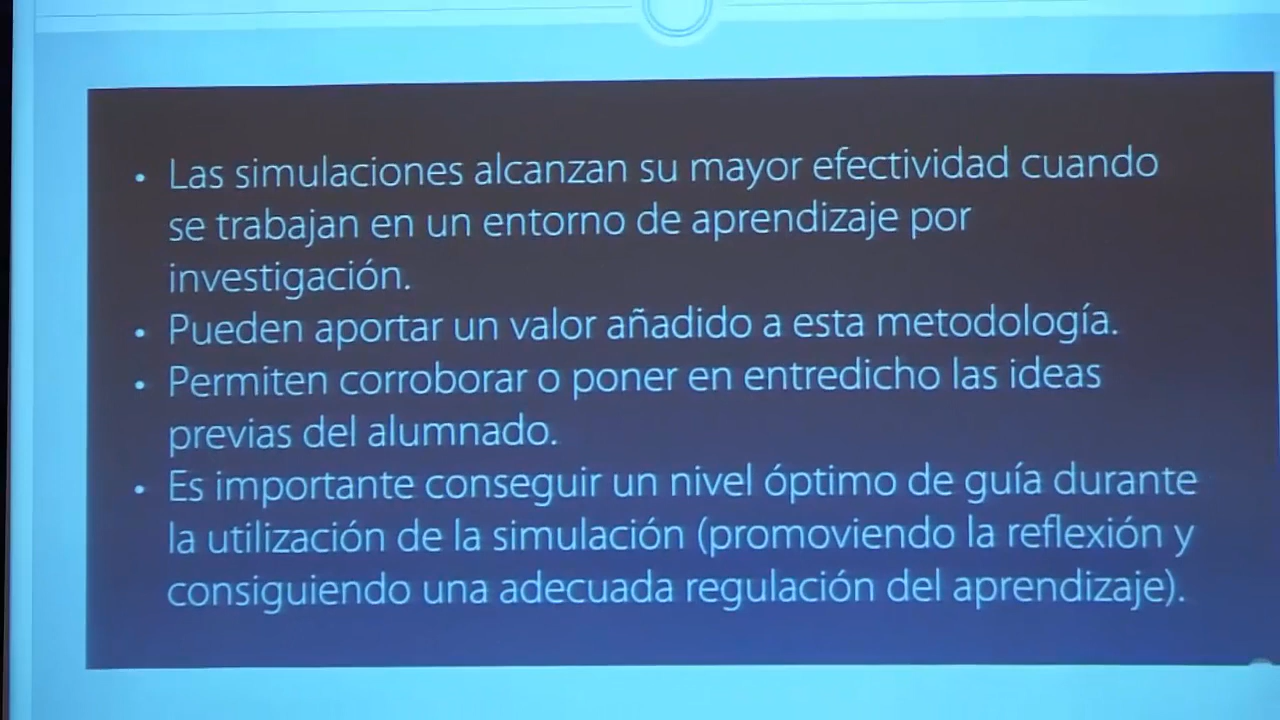 • Las simulaciones alcanzan su mayor efectividad cuando
se trabajan en un entorno de aprendizaje por
investigación.
• Pueden aportar un valor añadido a esta metodología.
• Permiten corroborar o poner en entredicho las ideas
previas del alumnado.
• Es importante conseguir un nivel óptimo de guía durante
la utilización de la simulación (promoviendo la reflexión y
consiguiendo una adecuada regulación del aprendizaje).